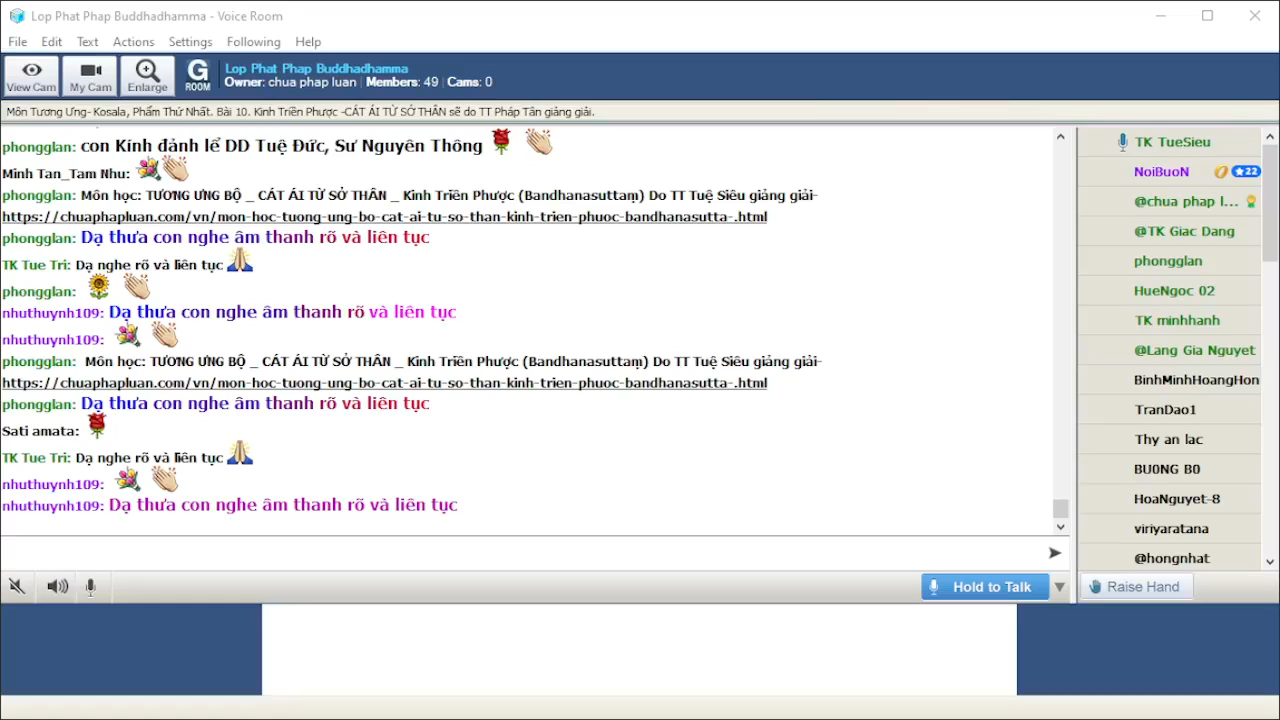 Lop Phat Phap Buddhadhamma - Voice Room
File Edit Text Actions Settings Following Help
View Cam My Cam Enlarge G ROOM
Lop Phat Phap Buddhadhamma
Owner: chua phap luan | Members: 49 | Cams: 0
Môn Tương Ưng- Kosala, Phẩm Thứ Nhất. Bài 10. Kinh Triền Phược -CÁT ÁI TỪ SỞ THÂN sẽ do TT Pháp Tân giảng giải.
phongglan: con Kính đảnh lể DD Tuệ Đức, Sư Nguyên Thông
Minh Tan_Tam Nhu:
phongglan: Môn học: TƯƠNG ƯNG BỘ _ CÁT ÁI TỪ SỞ THÂN _ Kinh Triền Phược (Bandhanasuttaṃ) Do TT Tuệ Siêu giảng giải-
https://chuaphapluan.com/vn/mon-hoc-tuong-ung-bo-cat-ai-tu-so-than-kinh-trien-phuoc-bandhanasutta-.html
phongglan: Dạ thưa con nghe âm thanh rõ và liên tục
TK Tue Tri: Dạ nghe rõ và liên tục
phongglan:
nhuthuynh109: Dạ thưa con nghe âm thanh rõ và liên tục
nhuthuynh109:
phongglan: Môn học: TƯƠNG ƯNG BỘ _ CÁT ÁI TỪ SỞ THÂN _ Kinh Triền Phược (Bandhanasuttaṃ) Do TT Tuệ Siêu giảng giải-
https://chuaphapluan.com/vn/mon-hoc-tuong-ung-bo-cat-ai-tu-so-than-kinh-trien-phuoc-bandhanasutta-.html
phongglan: Dạ thưa con nghe âm thanh rõ và liên tục
Sati amata:
TK Tue Tri: Dạ nghe rõ và liên tục
nhuthuynh109:
nhuthuynh109: Dạ thưa con nghe âm thanh rõ và liên tục
TK TueSieu
NoiBuoN ★22
@chua phap l...
@TK Giac Dang
phongglan
HueNgoc 02
TK minhhanh
@Lang Gia Nguyet
BinhMinhHoangHon
TranDao1
Thy an lac
BU0NG B0
HoaNguyet-8
viriyaratana
@hongnhat
Hold to Talk
Raise Hand